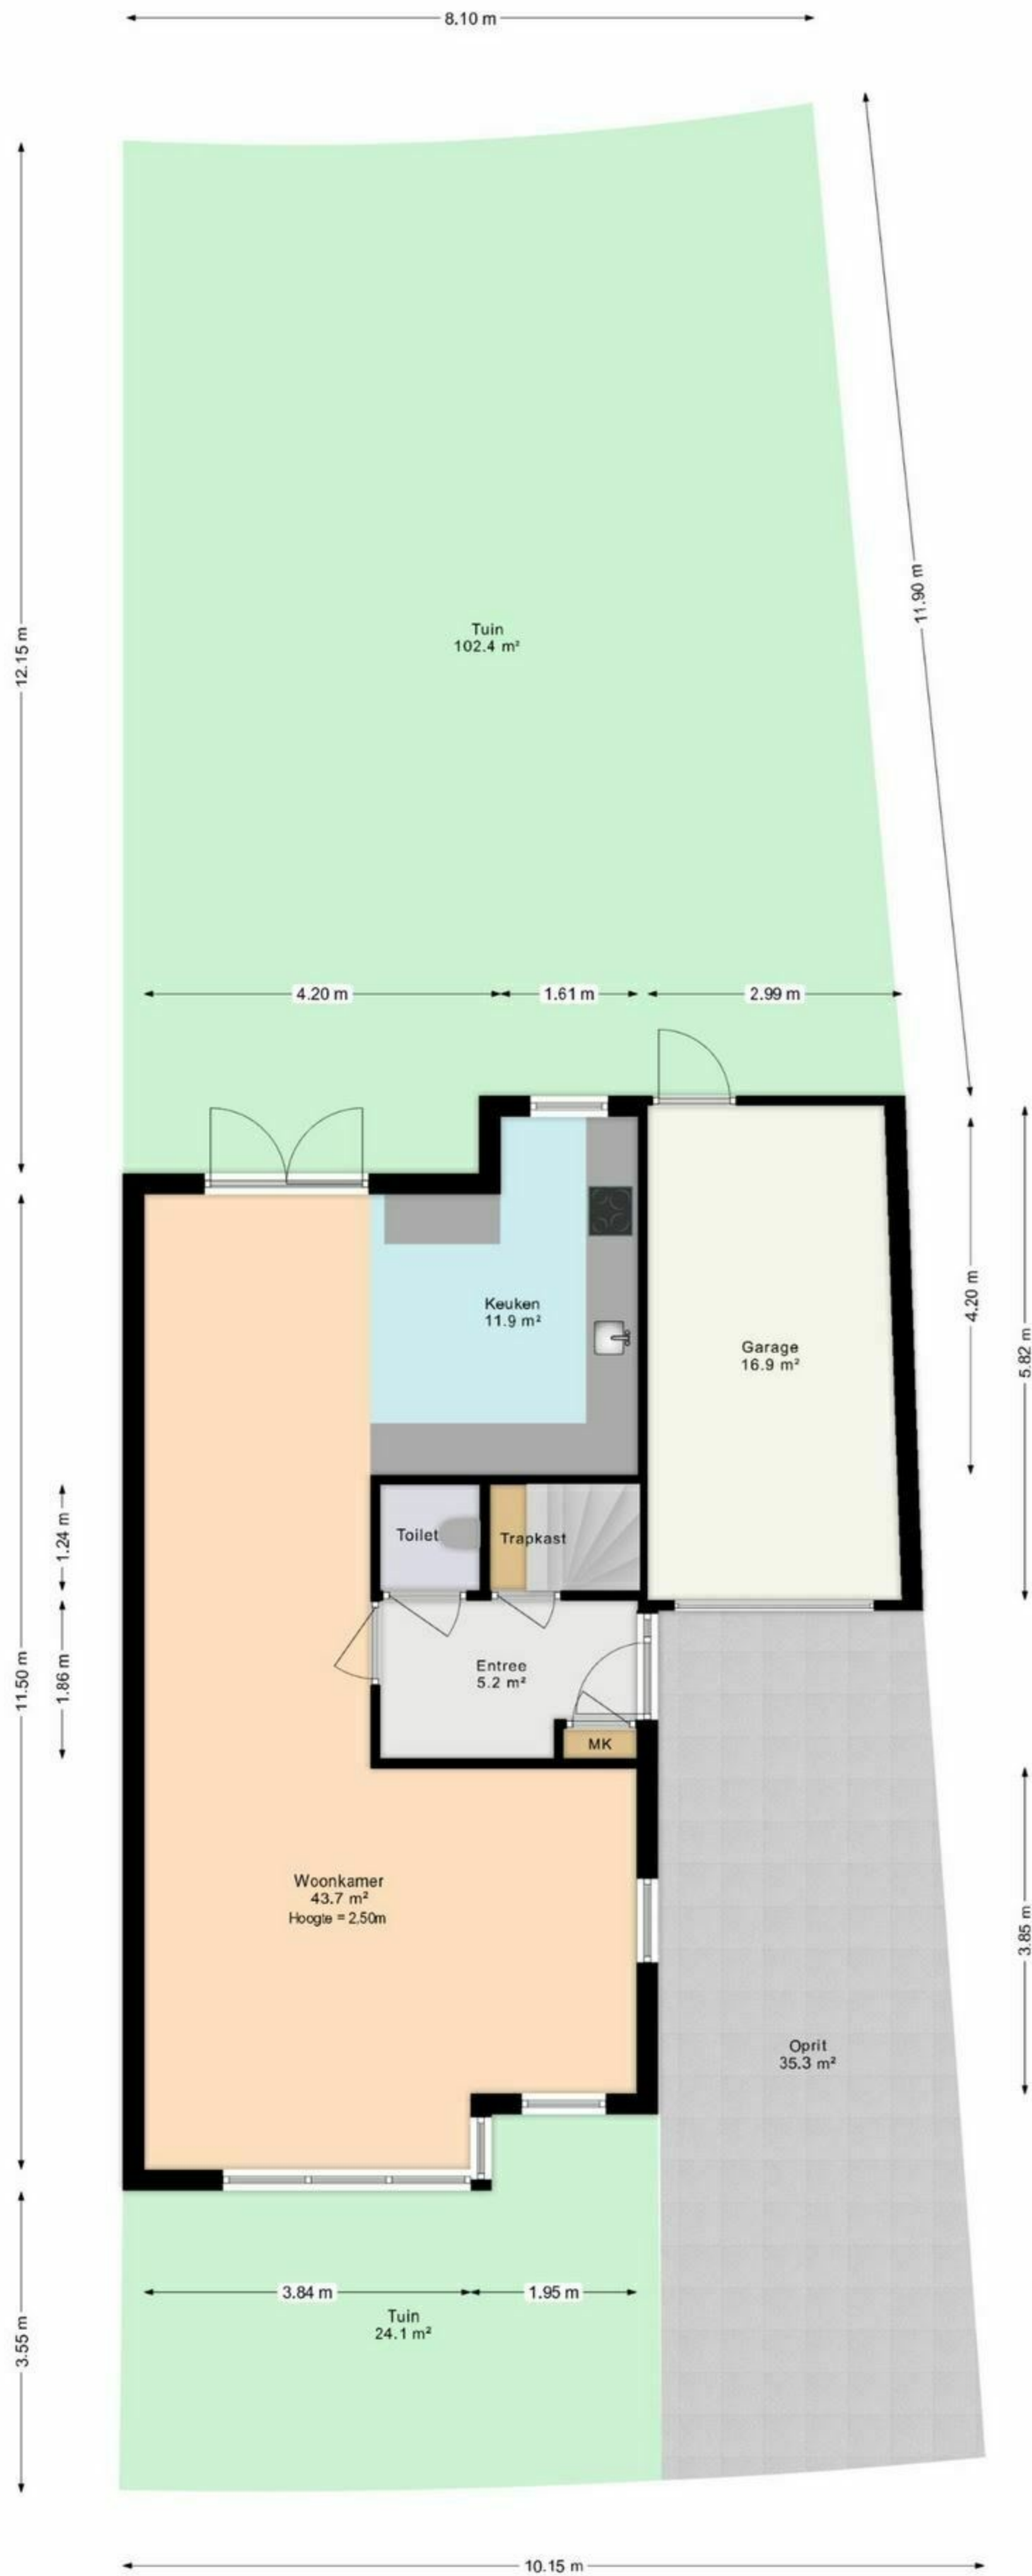 8.10 m
12.15 m
11.90 m
Tuin
102.4 m²
4.20 m
1.61 m
2.99 m
Keuken
11.9 m²
Garage
16.9 m²
4.20 m
5.82 m
Toilet
Trapkast
1.24 m
1.86 m
11.50 m
Entree
5.2 m²
MK
Woonkamer
43.7 m²
Hoogte = 2.50m
3.85 m
Oprit
35.3 m²
3.84 m
1.95 m
Tuin
24.1 m²
3.55 m
10.15 m